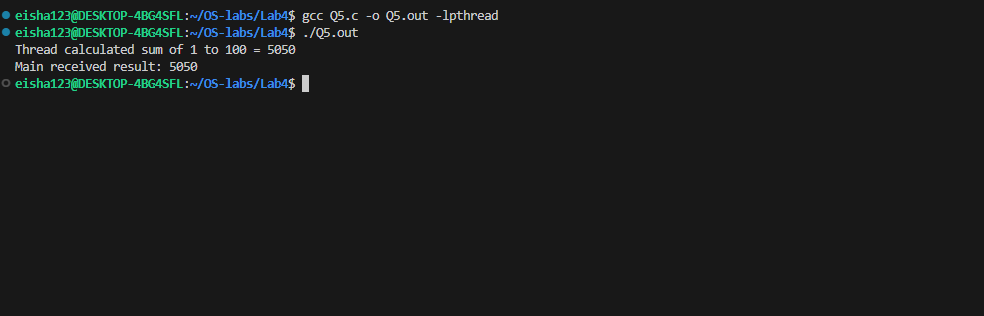 eisha123@DESKTOP-4BG4SFL:~/OS-labs/Lab4$ gcc Q5.c -o Q5.out -lpthread
eisha123@DESKTOP-4BG4SFL:~/OS-labs/Lab4$ ./Q5.out
Thread calculated sum of 1 to 100 = 5050
Main received result: 5050
eisha123@DESKTOP-4BG4SFL:~/OS-labs/Lab4$